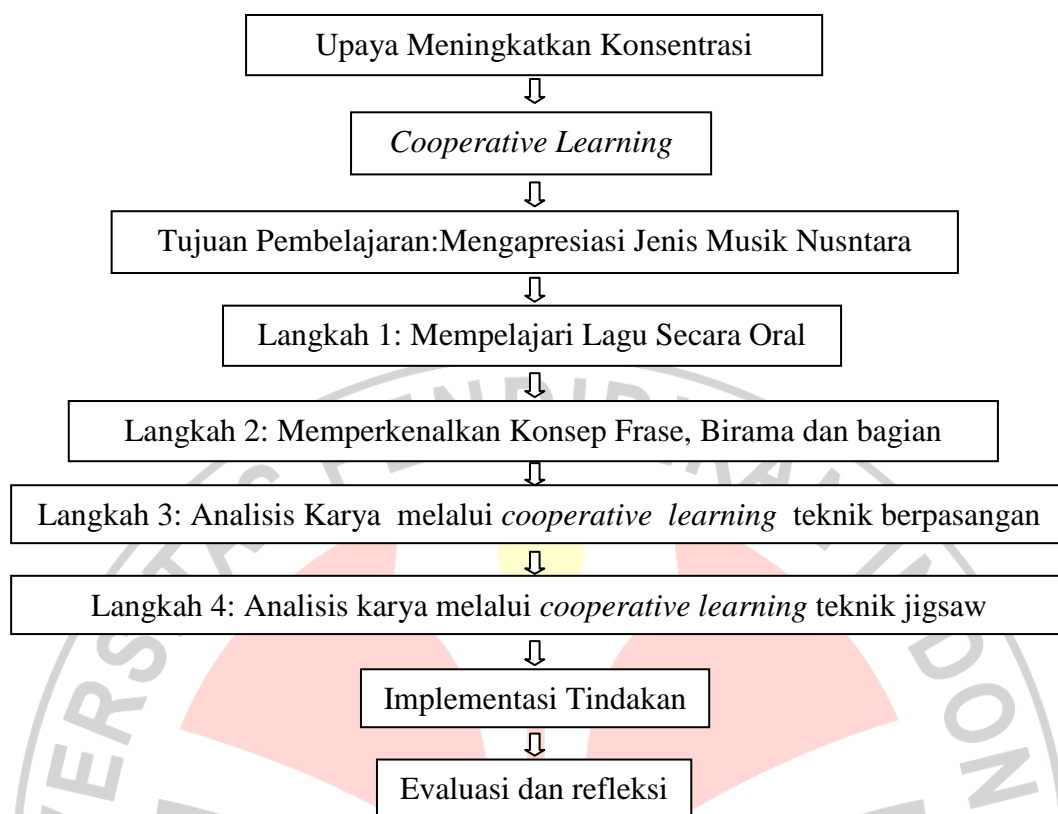 Upaya Meningkatkan Konsentrasi
Cooperative Learning
Tujuan Pembelajaran:Mengapresiasi Jenis Musik Nusntara
Langkah 1: Mempelajari Lagu Secara Oral
Langkah 2: Memperkenalkan Konsep Frase, Birama dan bagian
Langkah 3: Analisis Karya melalui cooperative learning teknik berpasangan
Langkah 4: Analisis karya melalui cooperative learning teknik jigsaw
Implementasi Tindakan
Evaluasi dan refleksi